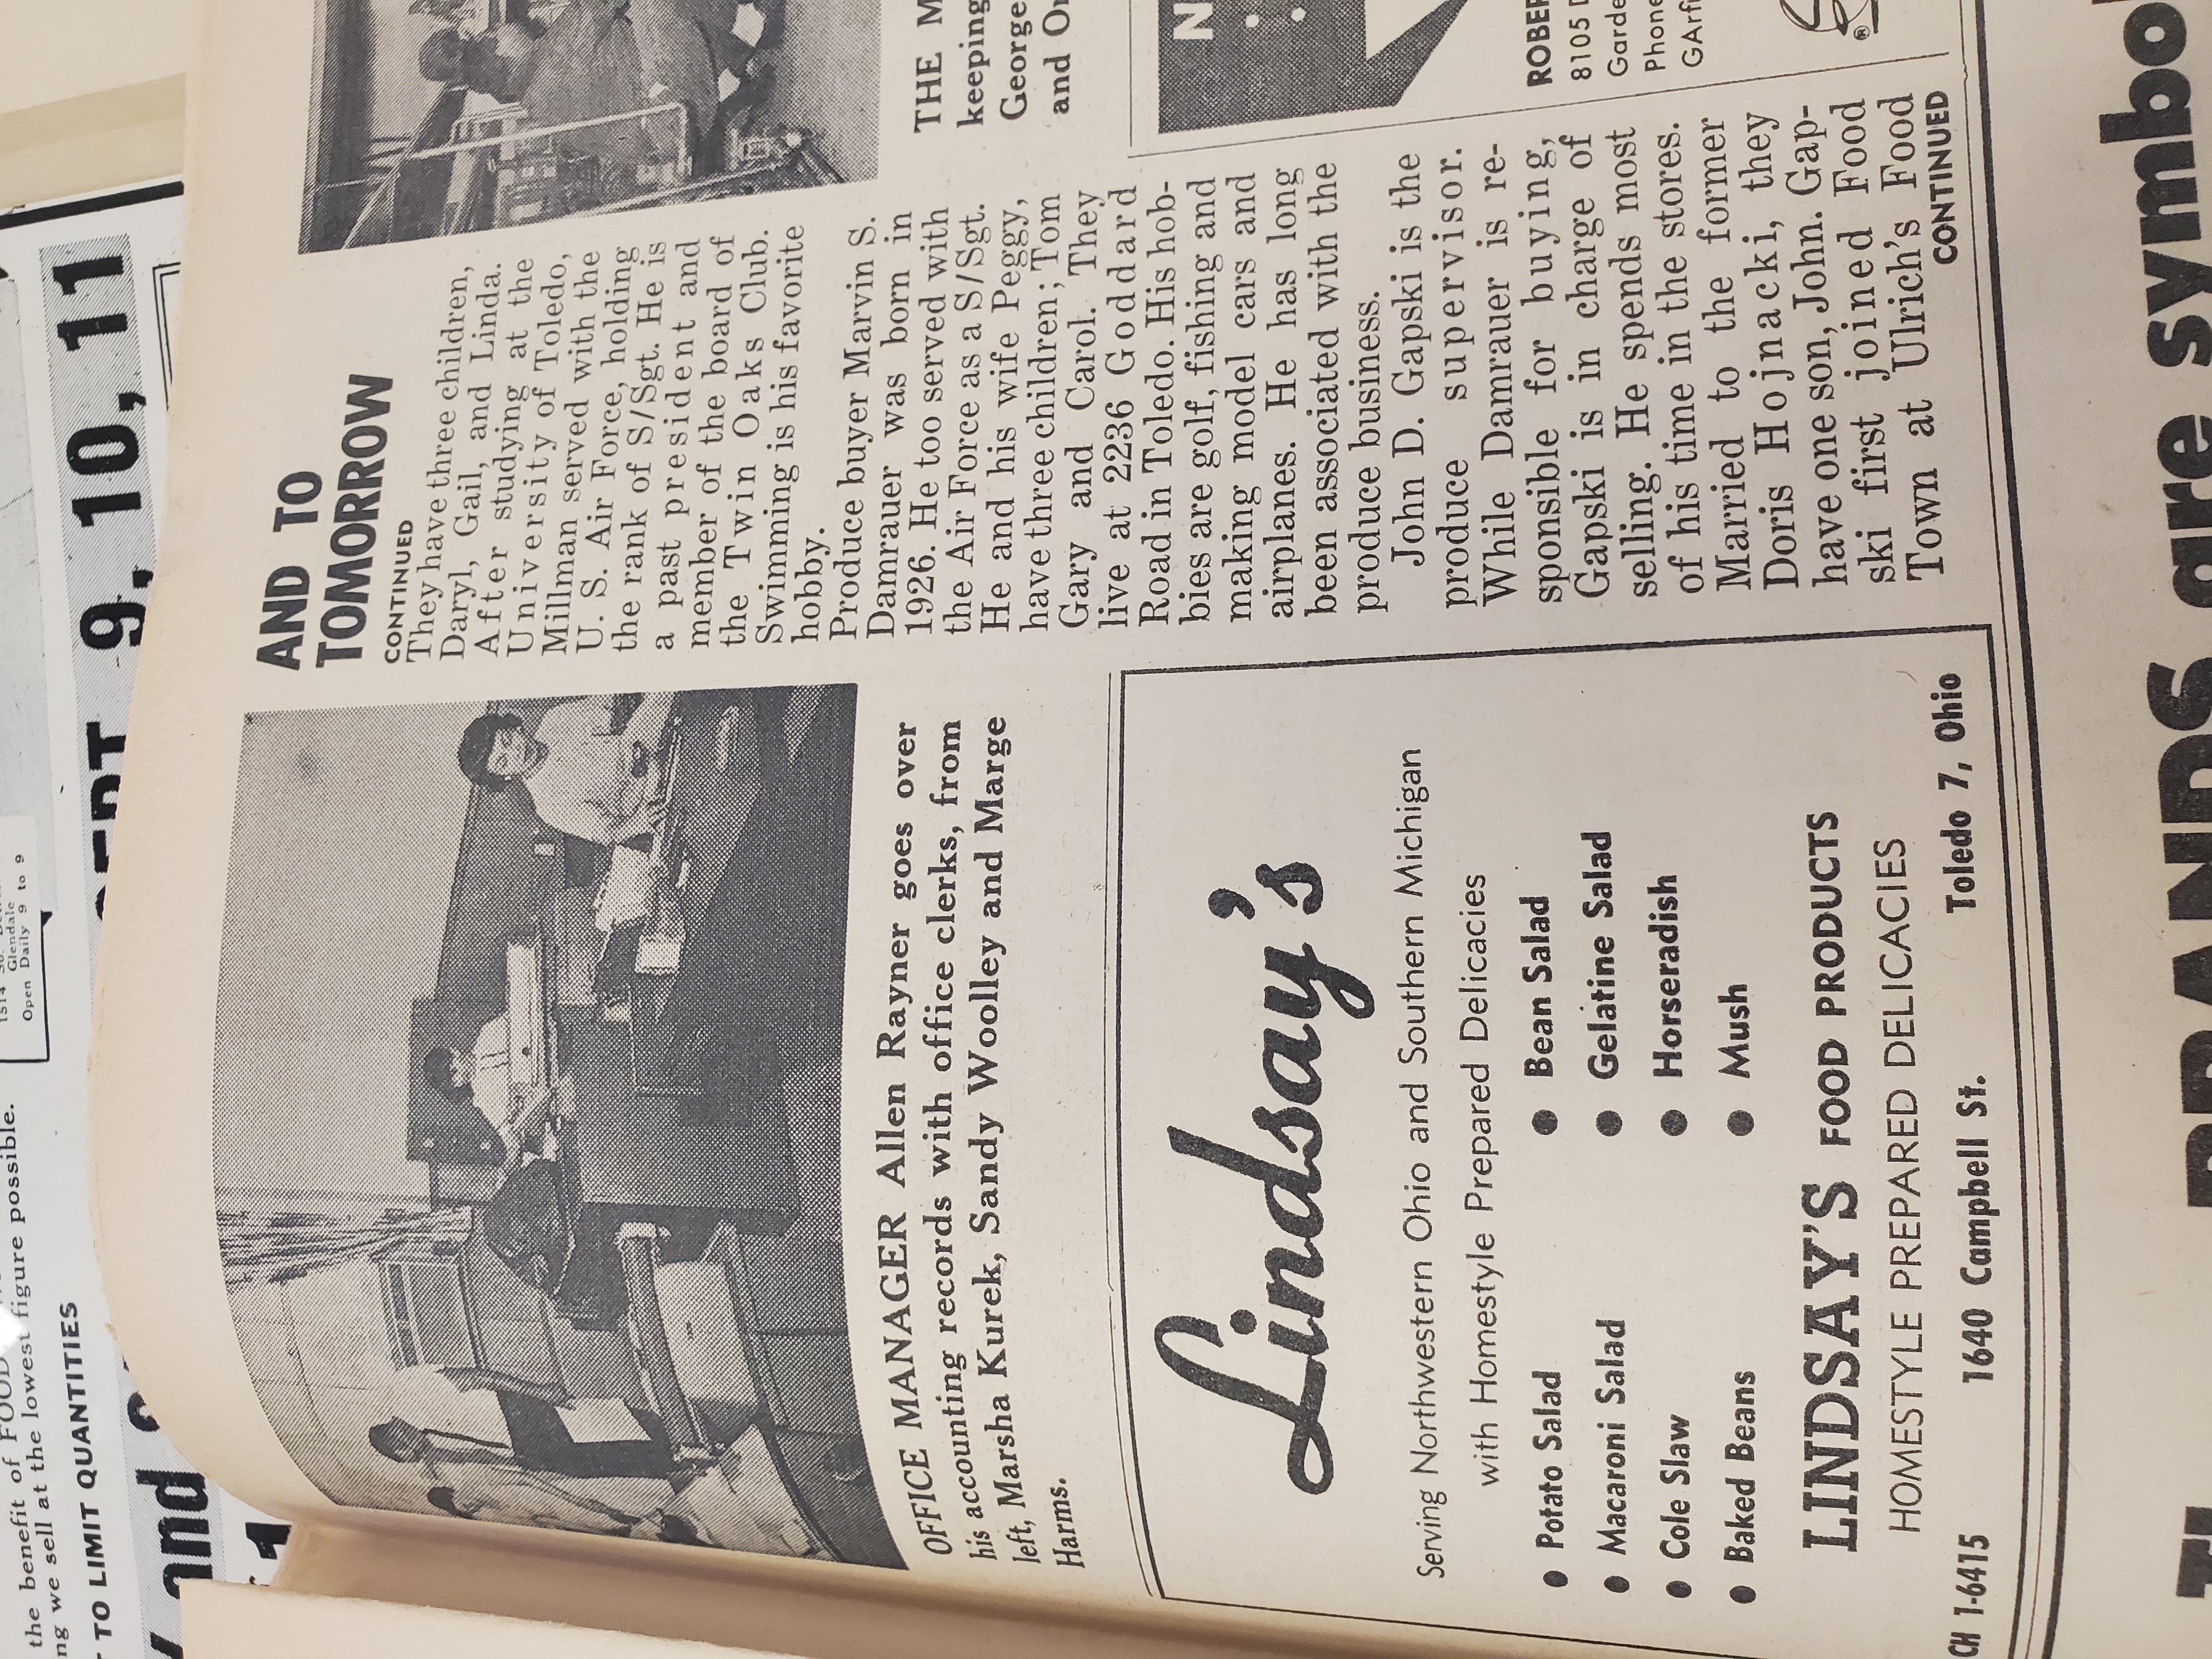 OFFICE MANAGER Allen Rayner goes over
his accounting records with office clerks, from
left, Marsha Kurek, Sandy Woolley and Marge
Harms.
Lindsay's
Serving Northwestern Ohio and Southern Michigan
with Homestyle Prepared Delicacies
• Potato Salad
• Macaroni Salad
• Cole Slaw
• Baked Beans
• Bean Salad
• Gelatine Salad
• Horseradish
• Mush
LINDSAY'S FOOD PRODUCTS
HOMESTYLE PREPARED DELICACIES
CH 1-6415 1640 Campbell St. Toledo 7, Ohio
AND TO
TOMORROW
CONTINUED
They have three children,
Daryl, Gail, and Linda.
After studying at the
University of Toledo,
Millman served with the
U. S. Air Force, holding
the rank of S/Sgt. He is
a past president and
member of the board of
the Twin Oaks Club.
Swimming is his favorite
hobby.
Produce buyer Marvin S.
Damrauer was born in
1926. He too served with
the Air Force as a S/Sgt.
He and his wife Peggy,
have three children; Tom
Gary and Carol. They
live at 2236 Goddard
Road in Toledo. His hob-
bies are golf, fishing and
making model cars and
airplanes. He has long
been associated with the
produce business.
John D. Gapski is the
produce supervisor.
While Damrauer is re-
sponsible for buying,
Gapski is in charge of
selling. He spends most
of his time in the stores.
Married to the former
Doris Hojnacki, they
have one son, John. Gap-
ski first joined Food
Town at Ulrich's Food
CONTINUED
THE M
keeping
George
and Or
N
ROBER
8105 D
Garde
Phone
GArfi
the benefit of FOOD
ng we sell at the lowest figure possible.
TO LIMIT QUANTITIES
Glendale
Open Daily 9 to 9
SEPT 9, 10, 11
and
BRANDS are symbo